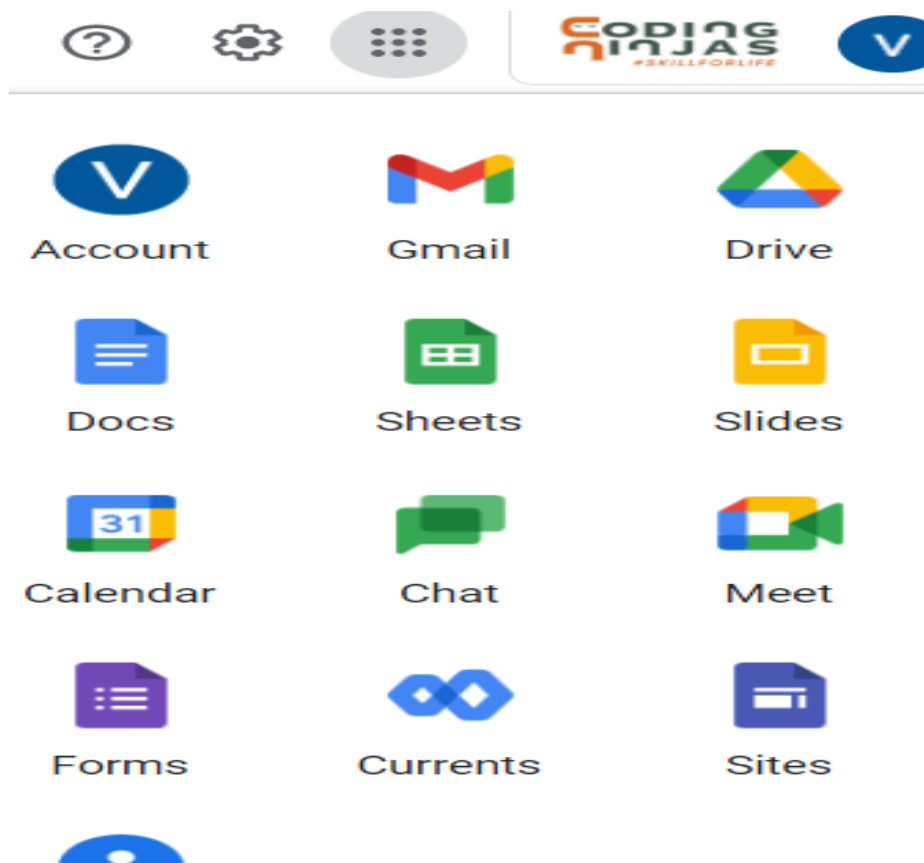 CODING
NINJAS
#SKILLFORLIFE
V
V
Account Gmail Drive
Docs Sheets Slides
31
Calendar Chat Meet
Forms Currents Sites